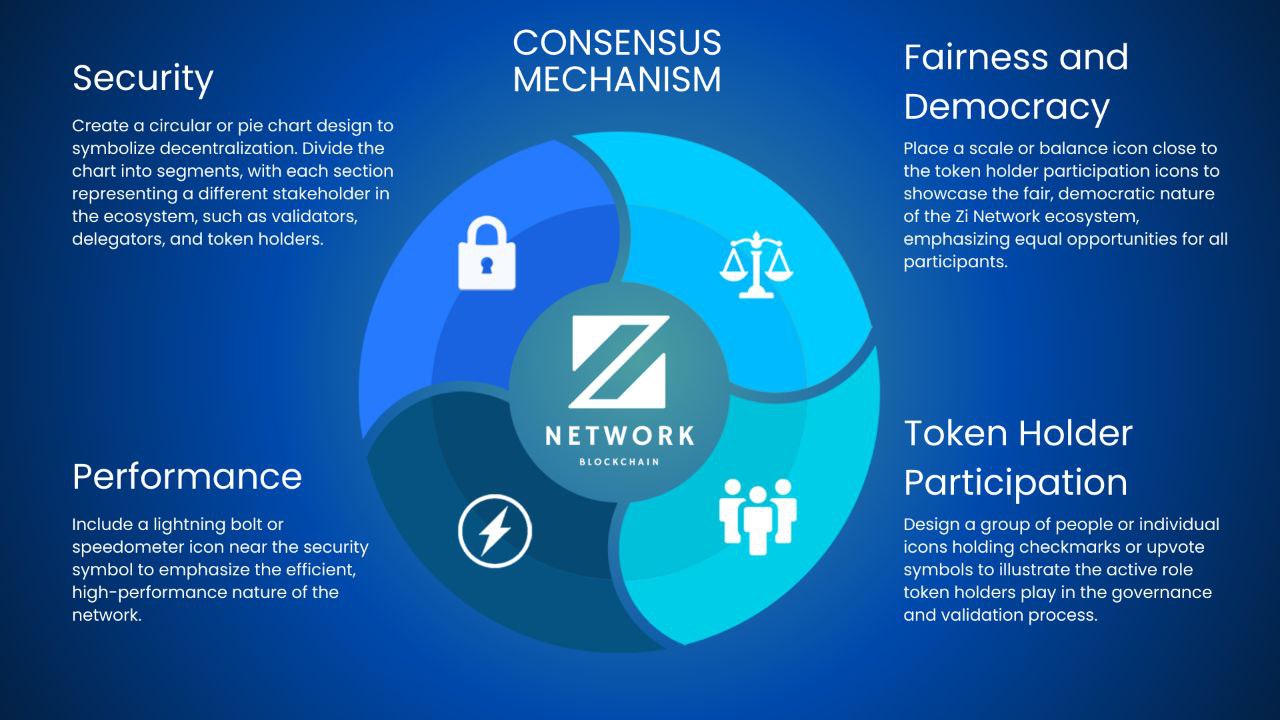 CONSENSUS
MECHANISM
Security
Create a circular or pie chart design to
symbolize decentralization. Divide the
chart into segments, with each section
representing a different stakeholder in
the ecosystem, such as validators,
delegators, and token holders.
Fairness and
Democracy
Place a scale or balance icon close to
the token holder participation icons to
showcase the fair, democratic nature
of the Zi Network ecosystem,
emphasizing equal opportunities for all
participants.
NETWORK
BLOCKCHAIN
Performance
Include a lightning bolt or
speedometer icon near the security
symbol to emphasize the efficient,
high-performance nature of the
network.
Token Holder
Participation
Design a group of people or individual
icons holding checkmarks or upvote
symbols to illustrate the active role
token holders play in the governance
and validation process.